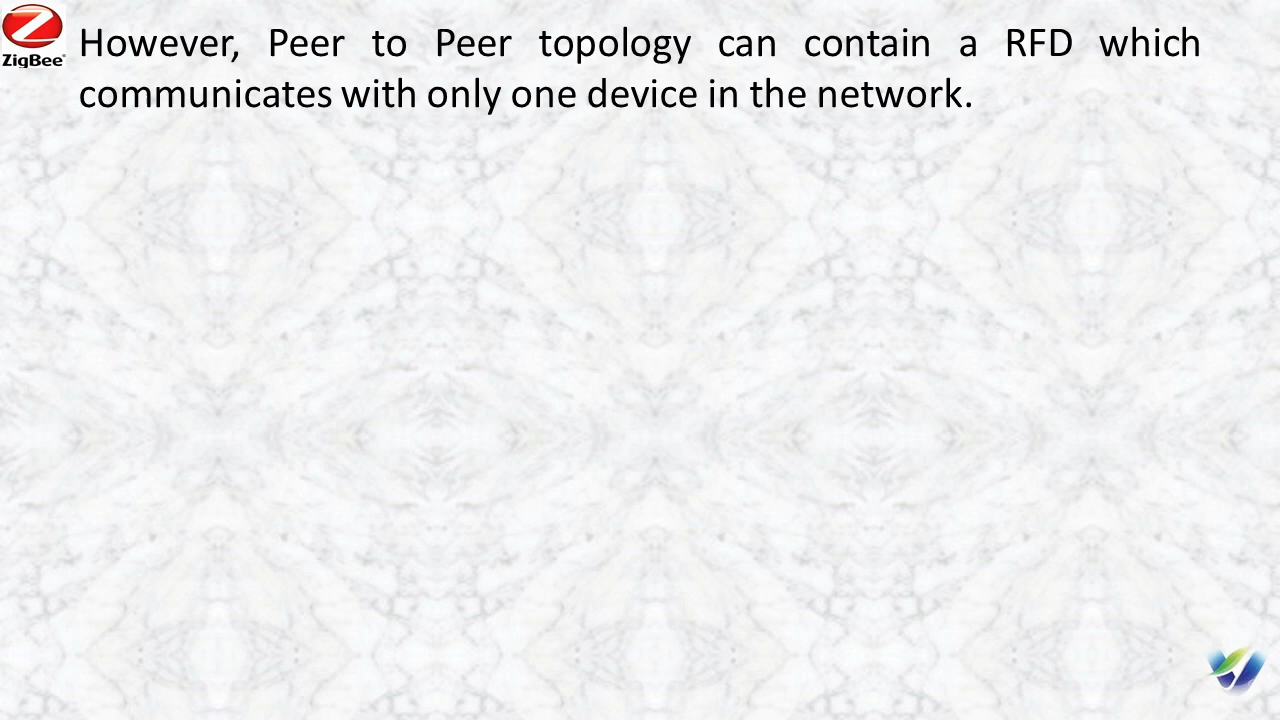 ZigBee
However, Peer to Peer topology can contain a RFD which
communicates with only one device in the network.